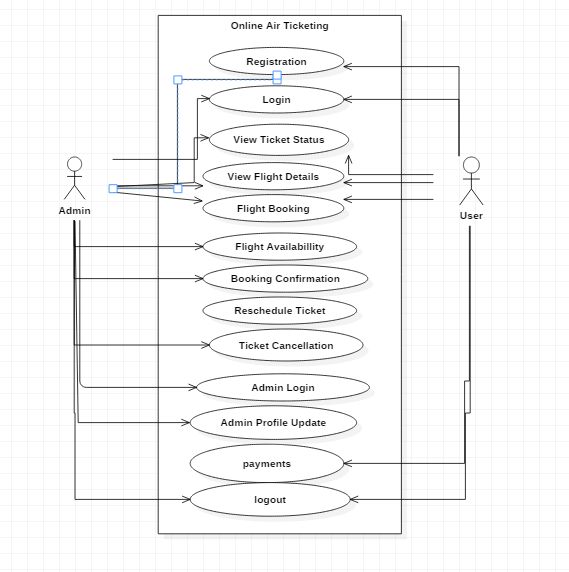 Online Air Ticketing
Registration
Login
View Ticket Status
View Flight Details
Flight Booking
Admin
User
Flight Availabillity
Booking Confirmation
Reschedule Ticket
Ticket Cancellation
Admin Login
Admin Profile Update
payments
logout